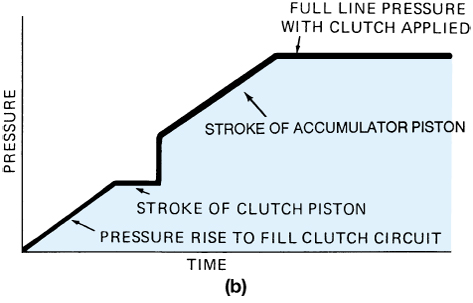 FULL LINE PRESSURE
WITH CLUTCH APPLIED
PRESSURE
STROKE OF ACCUMULATOR PISTON
STROKE OF CLUTCH PISTON
PRESSURE RISE TO FILL CLUTCH CIRCUIT
TIME
(b)